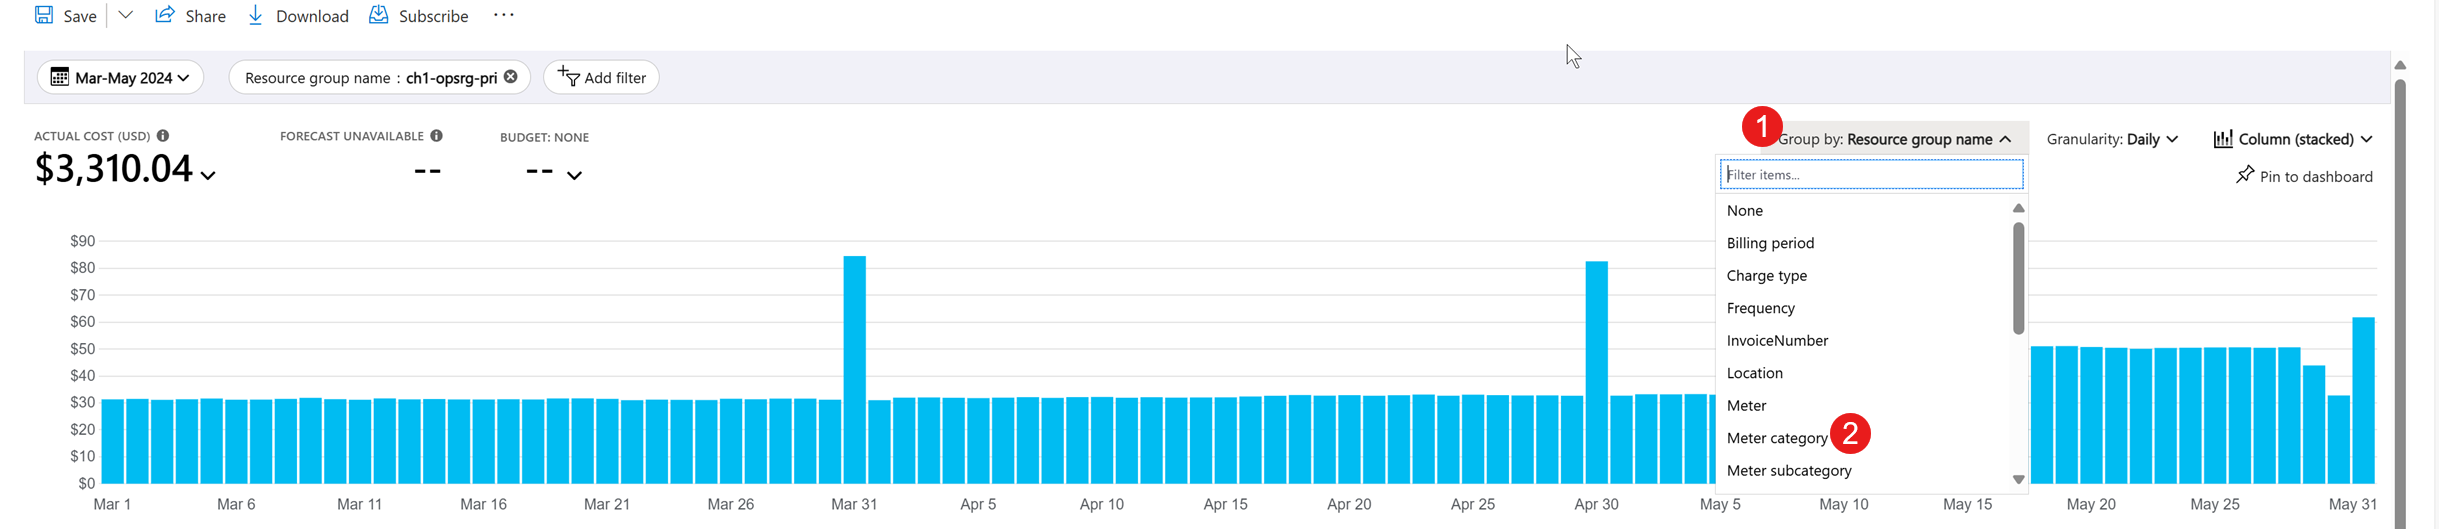 Save Share Download Subscribe ...
Mar-May 2024 Resource group name : ch1-opsrg-pri Add filter
ACTUAL COST (USD) FORECAST UNAVAILABLE BUDGET: NONE
$3,310.04 -- --
1 Group by: Resource group name Granularity: Daily Column (stacked)
Pin to dashboard
Filter items...
None
Billing period
Charge type
Frequency
InvoiceNumber
Location
Meter
Meter category 2
Meter subcategory
$90
$80
$70
$60
$50
$40
$30
$20
$10
$0
Mar 1 Mar 6 Mar 11 Mar 16 Mar 21 Mar 26 Mar 31 Apr 5 Apr 10 Apr 15 Apr 20 Apr 25 Apr 30 May 5 May 10 May 15 May 20 May 25 May 31